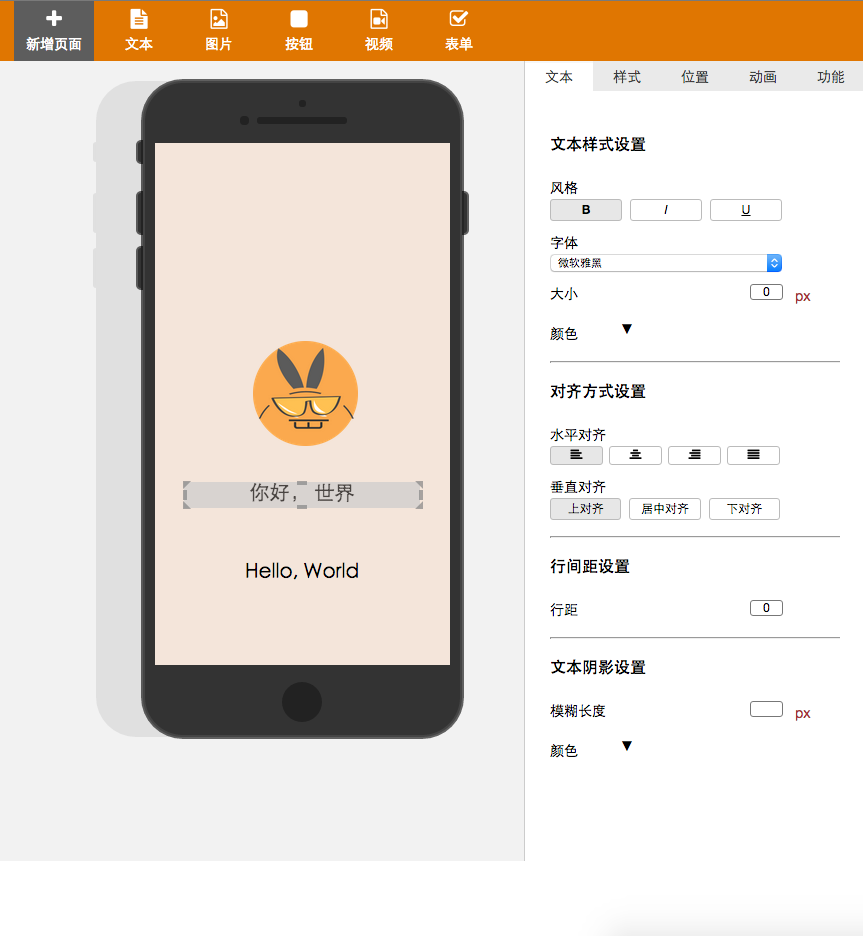 新增页面 文本 图片 按钮 视频 表单
文本 样式 位置 动画 功能
你好， 世界
Hello, World
文本样式设置
风格
B I U
字体
微软雅黑
大小 0 px
颜色 ▼
对齐方式设置
水平对齐
垂直对齐
上对齐 居中对齐 下对齐
行间距设置
行距 0
文本阴影设置
模糊长度 px
颜色 ▼